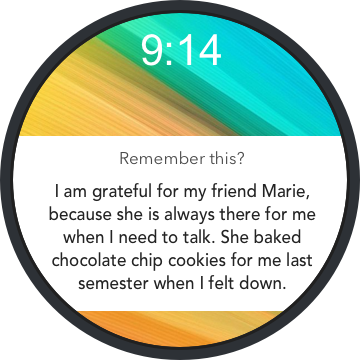 9:14
Remember this?
I am grateful for my friend Marie,
because she is always there for me
when I need to talk. She baked
chocolate chip cookies for me last
semester when I felt down.